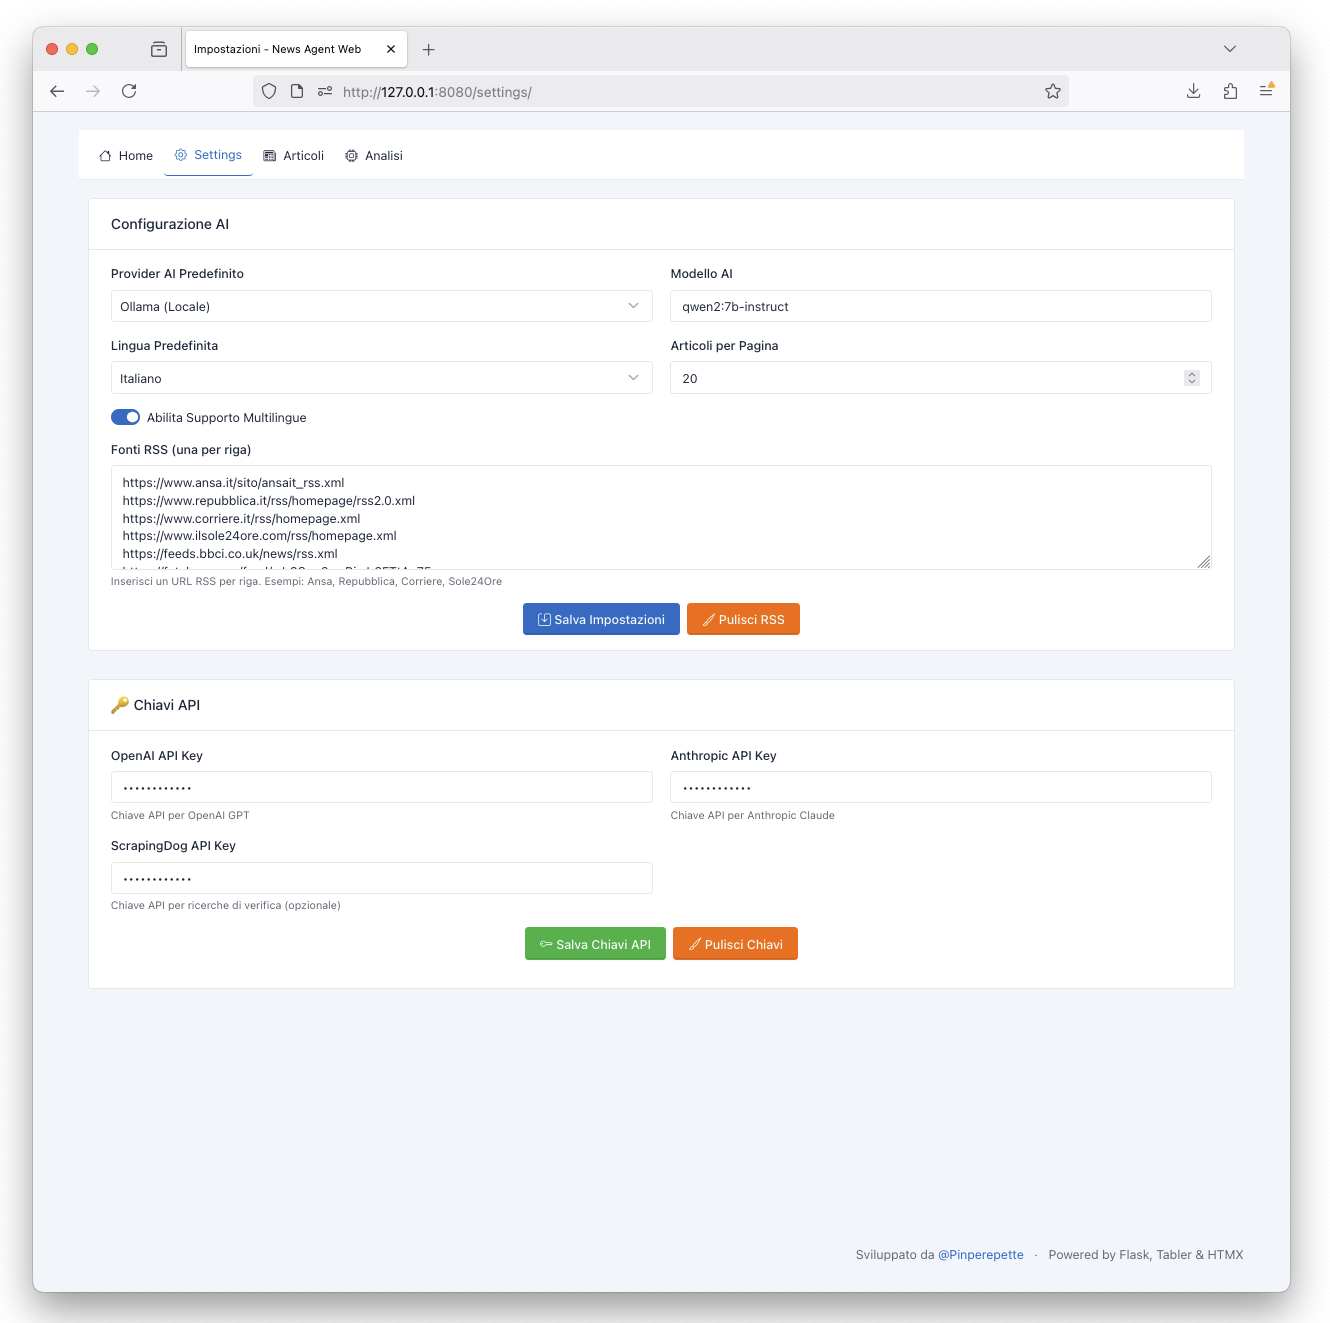 Impostazioni - News Agent Web
http://127.0.0.1:8080/settings/
Home Settings Articoli Analisi
Configurazione AI
Provider AI Predefinito
Ollama (Locale)
Modello AI
qwen2:7b-instruct
Lingua Predefinita
Italiano
Articoli per Pagina
20
Abilita Supporto Multilingue
Fonti RSS (una per riga)
https://www.ansa.it/sito/ansait_rss.xml
https://www.repubblica.it/rss/homepage/rss2.0.xml
https://www.corriere.it/rss/homepage.xml
https://www.ilsole24ore.com/rss/homepage.xml
https://feeds.bbci.co.uk/news/rss.xml
Inserisci un URL RSS per riga. Esempi: Ansa, Repubblica, Corriere, Sole24Ore
Salva Impostazioni Pulisci RSS
Chiavi API
OpenAI API Key
••••••••••••
Chiave API per OpenAI GPT
Anthropic API Key
••••••••••••
Chiave API per Anthropic Claude
ScrapingDog API Key
••••••••••••
Chiave API per ricerche di verifica (opzionale)
Salva Chiavi API Pulisci Chiavi
Sviluppato da @Pinperepette · Powered by Flask, Tabler & HTMX